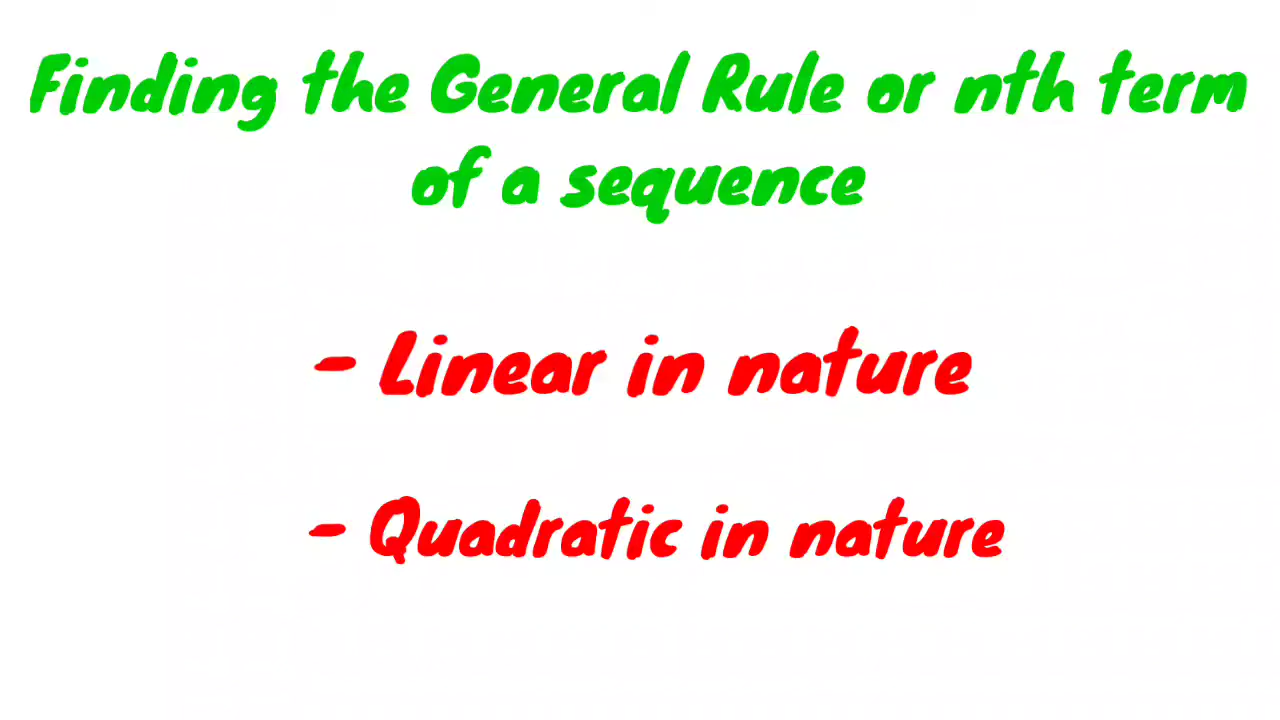 Finding the General Rule or nth term
of a sequence
- Linear in nature
- Quadratic in nature